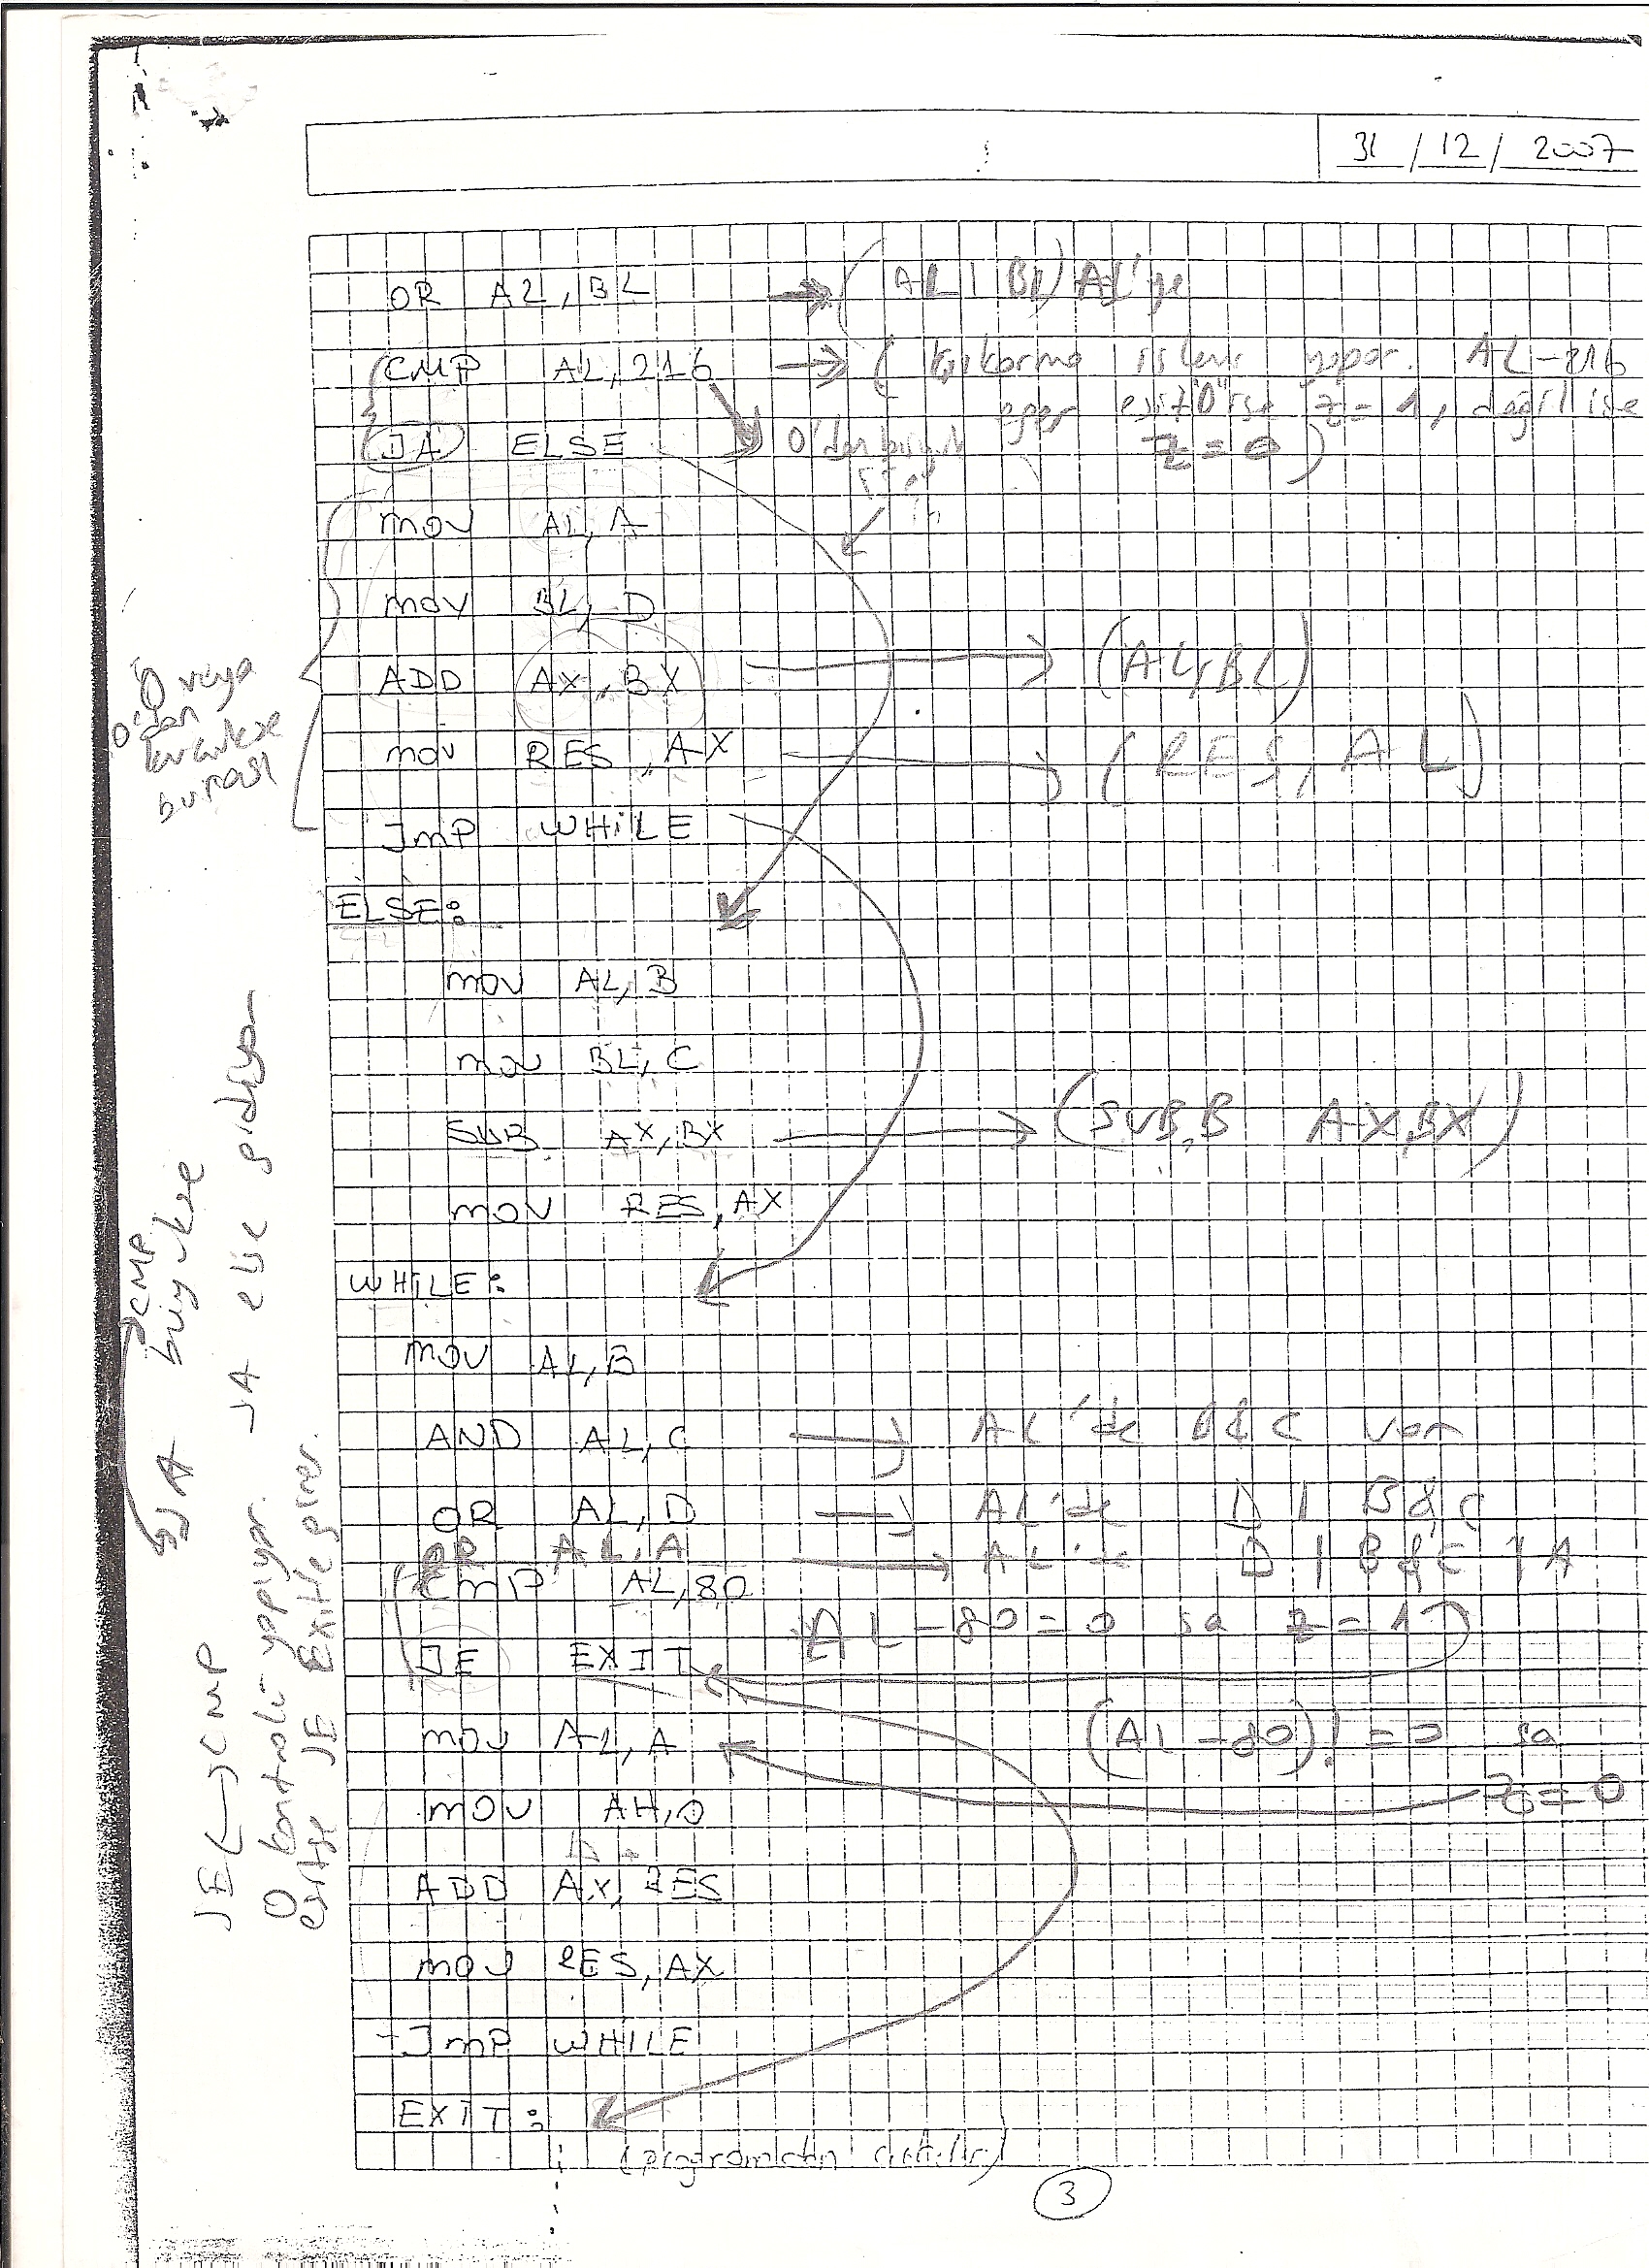 31 / 12 / 2007
OR AL, BL → (AL | BL) AL'ye
CMP AL, 216 → ( işlemi yapar. AL-216
eger eşit "0" ise z = 1, değil ise
JA ELSE 0'dan büyük z = 0 )
mov AL, A
mov BL, D
ADD AX, BX → (AL, BL)
mov RES, AX → (RES, AL)
JmP WHiLE
0 veya
0'dan
küçükse
burası
ELSE:
mov AL, B
mov BL, C
SUB AX, BX → (SUB, B AX, BX)
mov RES, AX
WHiLE:
mov AL, B
AND AL, C → AL'de B&C var
OR AL, D → AL'de D | B&C
OR AL, A → AL'de D | B&C | A
CmP AL, 80
AL - 80 = 0 sa z = 1
JE EXIT
mov AL, A (AL - 80) != 0 sa
z = 0
mov AH, 0
ADD AX, RES
mov RES, AX
JmP WHiLE
EXIT:
(programdan çıkılır)
3
JA CMP
büyükse
JA else gidiyor
JE ← CMP
0 kontrolü yapıyor.
eşitse JE Exit'e girer.